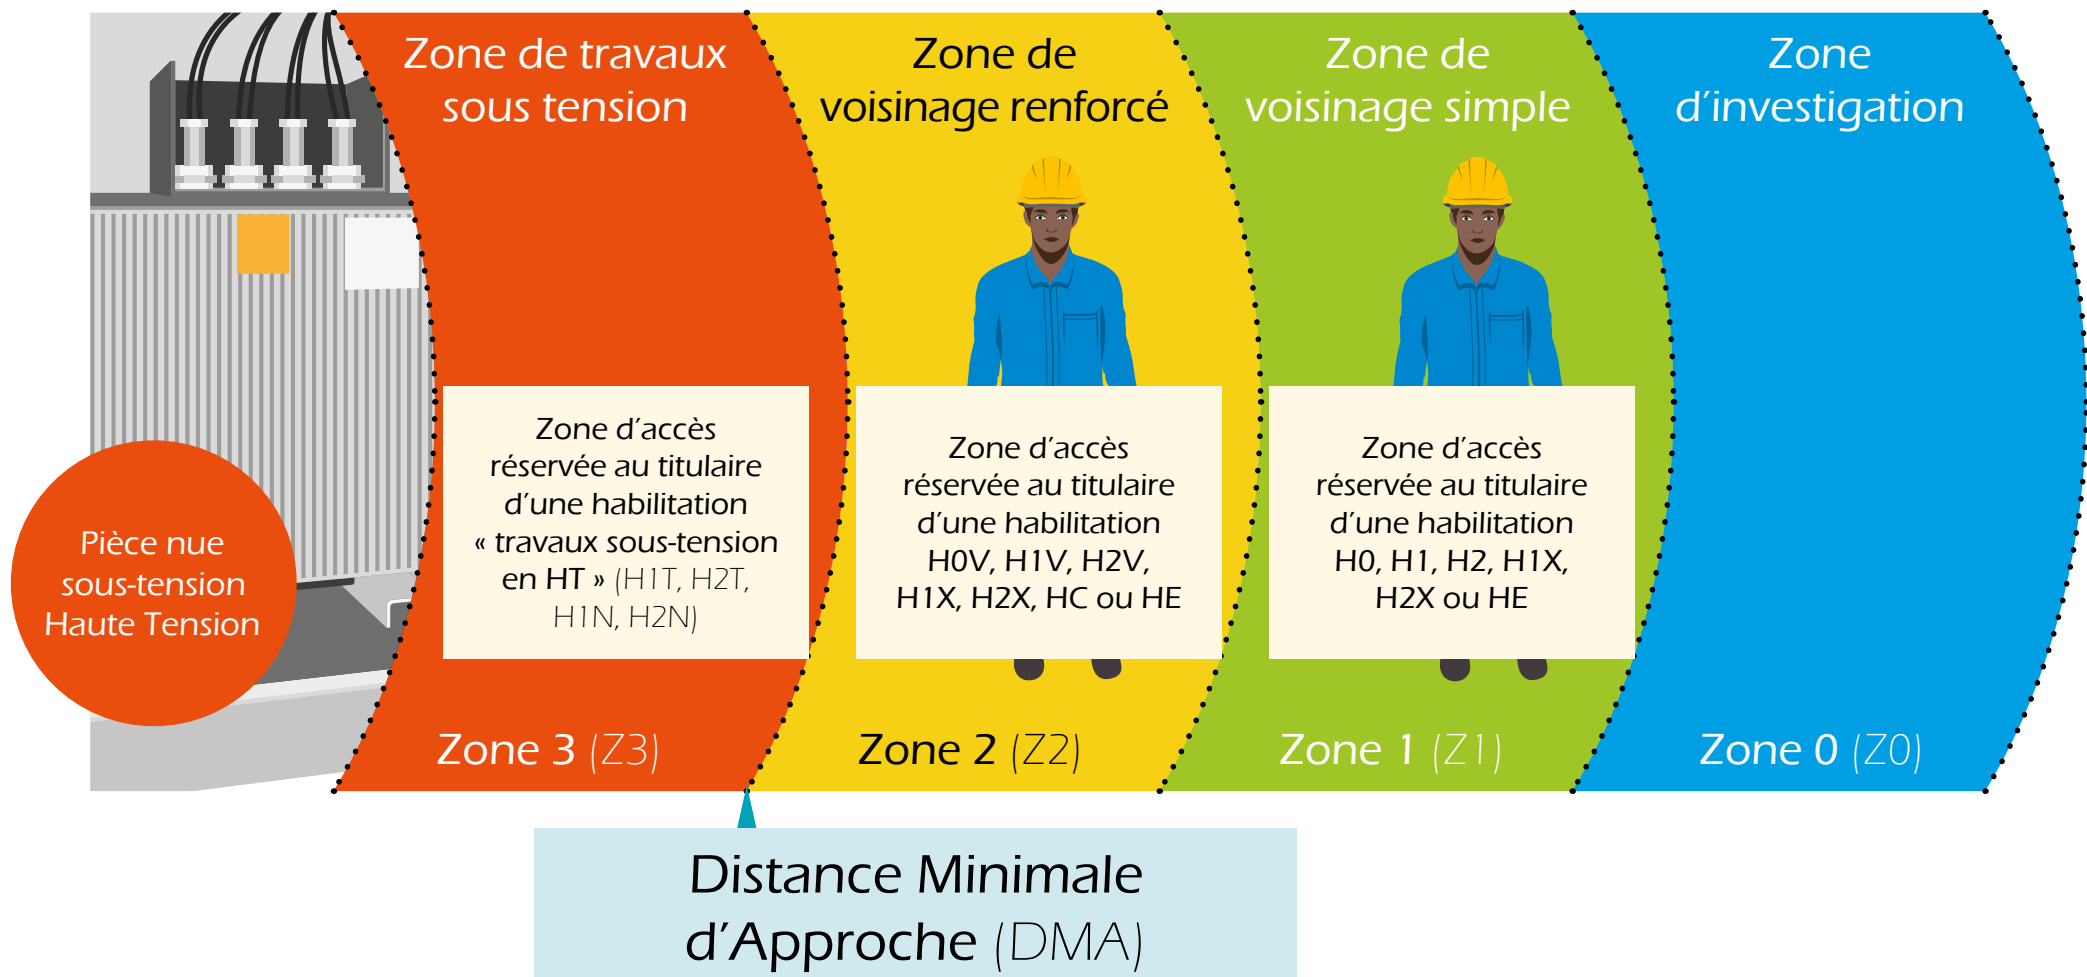 Zone de travaux
sous tension
Zone de
voisinage renforcé
Zone de
voisinage simple
Zone
d'investigation
Pièce nue
sous-tension
Haute Tension
Zone d'accès
réservée au titulaire
d'une habilitation
« travaux sous-tension
en HT » (H1T, H2T,
H1N, H2N)
Zone d'accès
réservée au titulaire
d'une habilitation
H0V, H1V, H2V,
H1X, H2X, HC ou HE
Zone d'accès
réservée au titulaire
d'une habilitation
H0, H1, H2, H1X,
H2X ou HE
Zone 3 (Z3)
Zone 2 (Z2)
Zone 1 (Z1)
Zone 0 (Z0)
Distance Minimale
d'Approche (DMA)